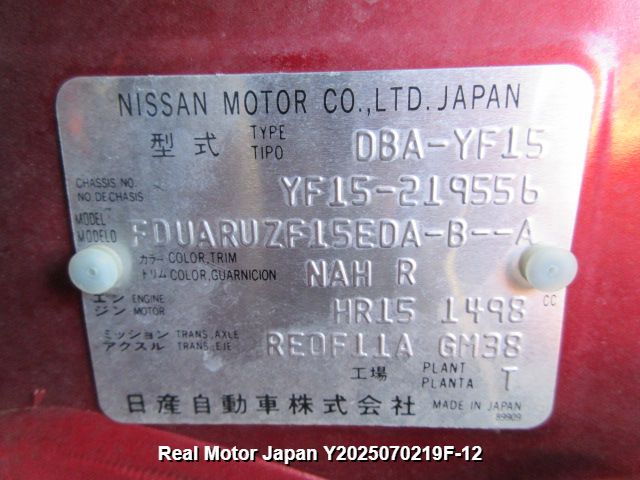 NISSAN MOTOR CO.,LTD. JAPAN
型式 TYPE TIPO DBA-YF15
CHASSIS NO. NO.DE CHASIS YF15-219556
MODEL MODELO FDUARUZF15EDA-B--A
カラー COLOR,TRIM
トリム COLOR,GUARNICION NAH R
エンジン ENGINE MOTOR HR15 1498 CC
ミッション TRANS.,AXLE
アクスル TRANS.,EJE RE0F11A GM38
工場 PLANT PLANTA T
日産自動車株式会社 MADE IN JAPAN
89909
Real Motor Japan Y2025070219F-12